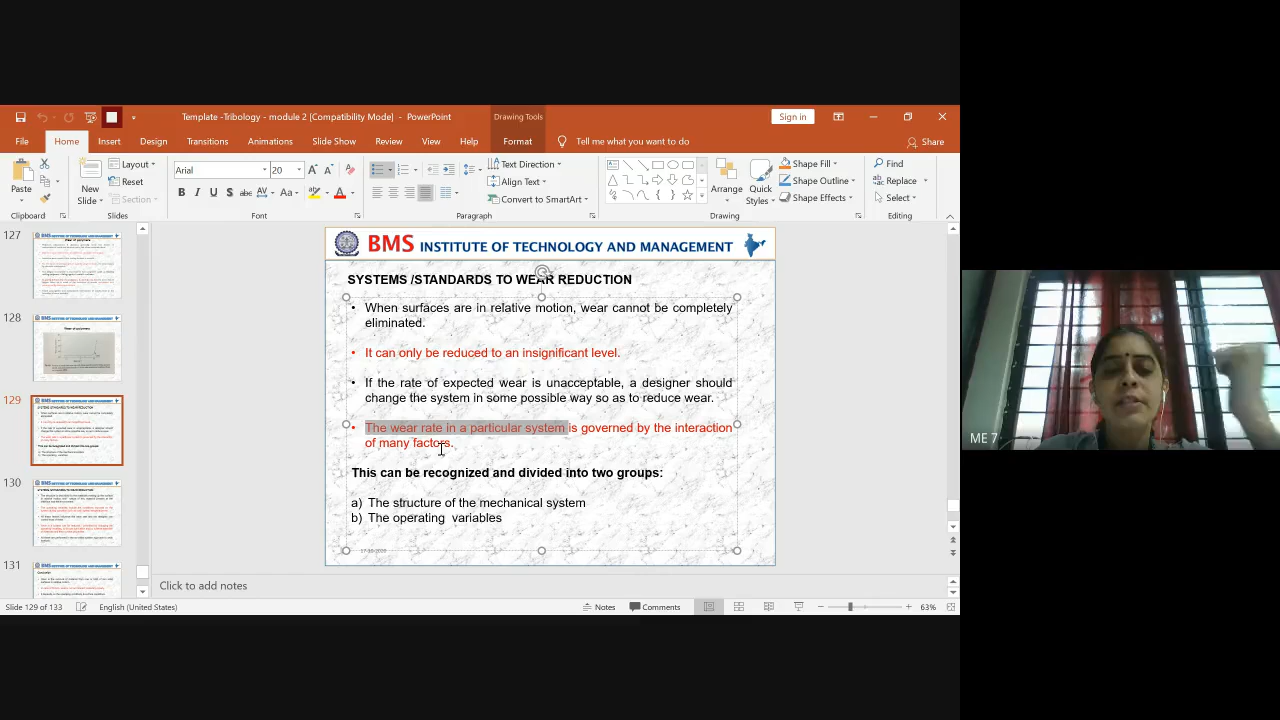 Template -Tribology - module 2 [Compatibility Mode] - PowerPoint
Drawing Tools
Sign in
File Home Insert Design Transitions Animations Slide Show Review View Help Format Tell me what you want to do Share
Paste
Clipboard
New Slide
Layout
Reset
Section
Slides
Arial 20
B I U S abc AV Aa A
Font
Text Direction
Align Text
Convert to SmartArt
Paragraph
Arrange
Quick Styles
Shape Fill
Shape Outline
Shape Effects
Drawing
Find
Replace
Select
Editing
127
128
129
130
131
BMS INSTITUTE OF TECHNOLOGY AND MANAGEMENT
SYSTEMS /STANDARDS TO WEAR REDUCTION
• When surfaces are in relative motion, wear cannot be completely
eliminated.
• It can only be reduced to an insignificant level.
• If the rate of expected wear is unacceptable, a designer should
change the system in some possible way so as to reduce wear.
• The wear rate in a particular system is governed by the interaction
of many factors.
This can be recognized and divided into two groups:
a) The structure of the mechanical system
b) The operating variables
Click to add notes
Slide 129 of 133 English (United States) Notes Comments 63%
ME 7